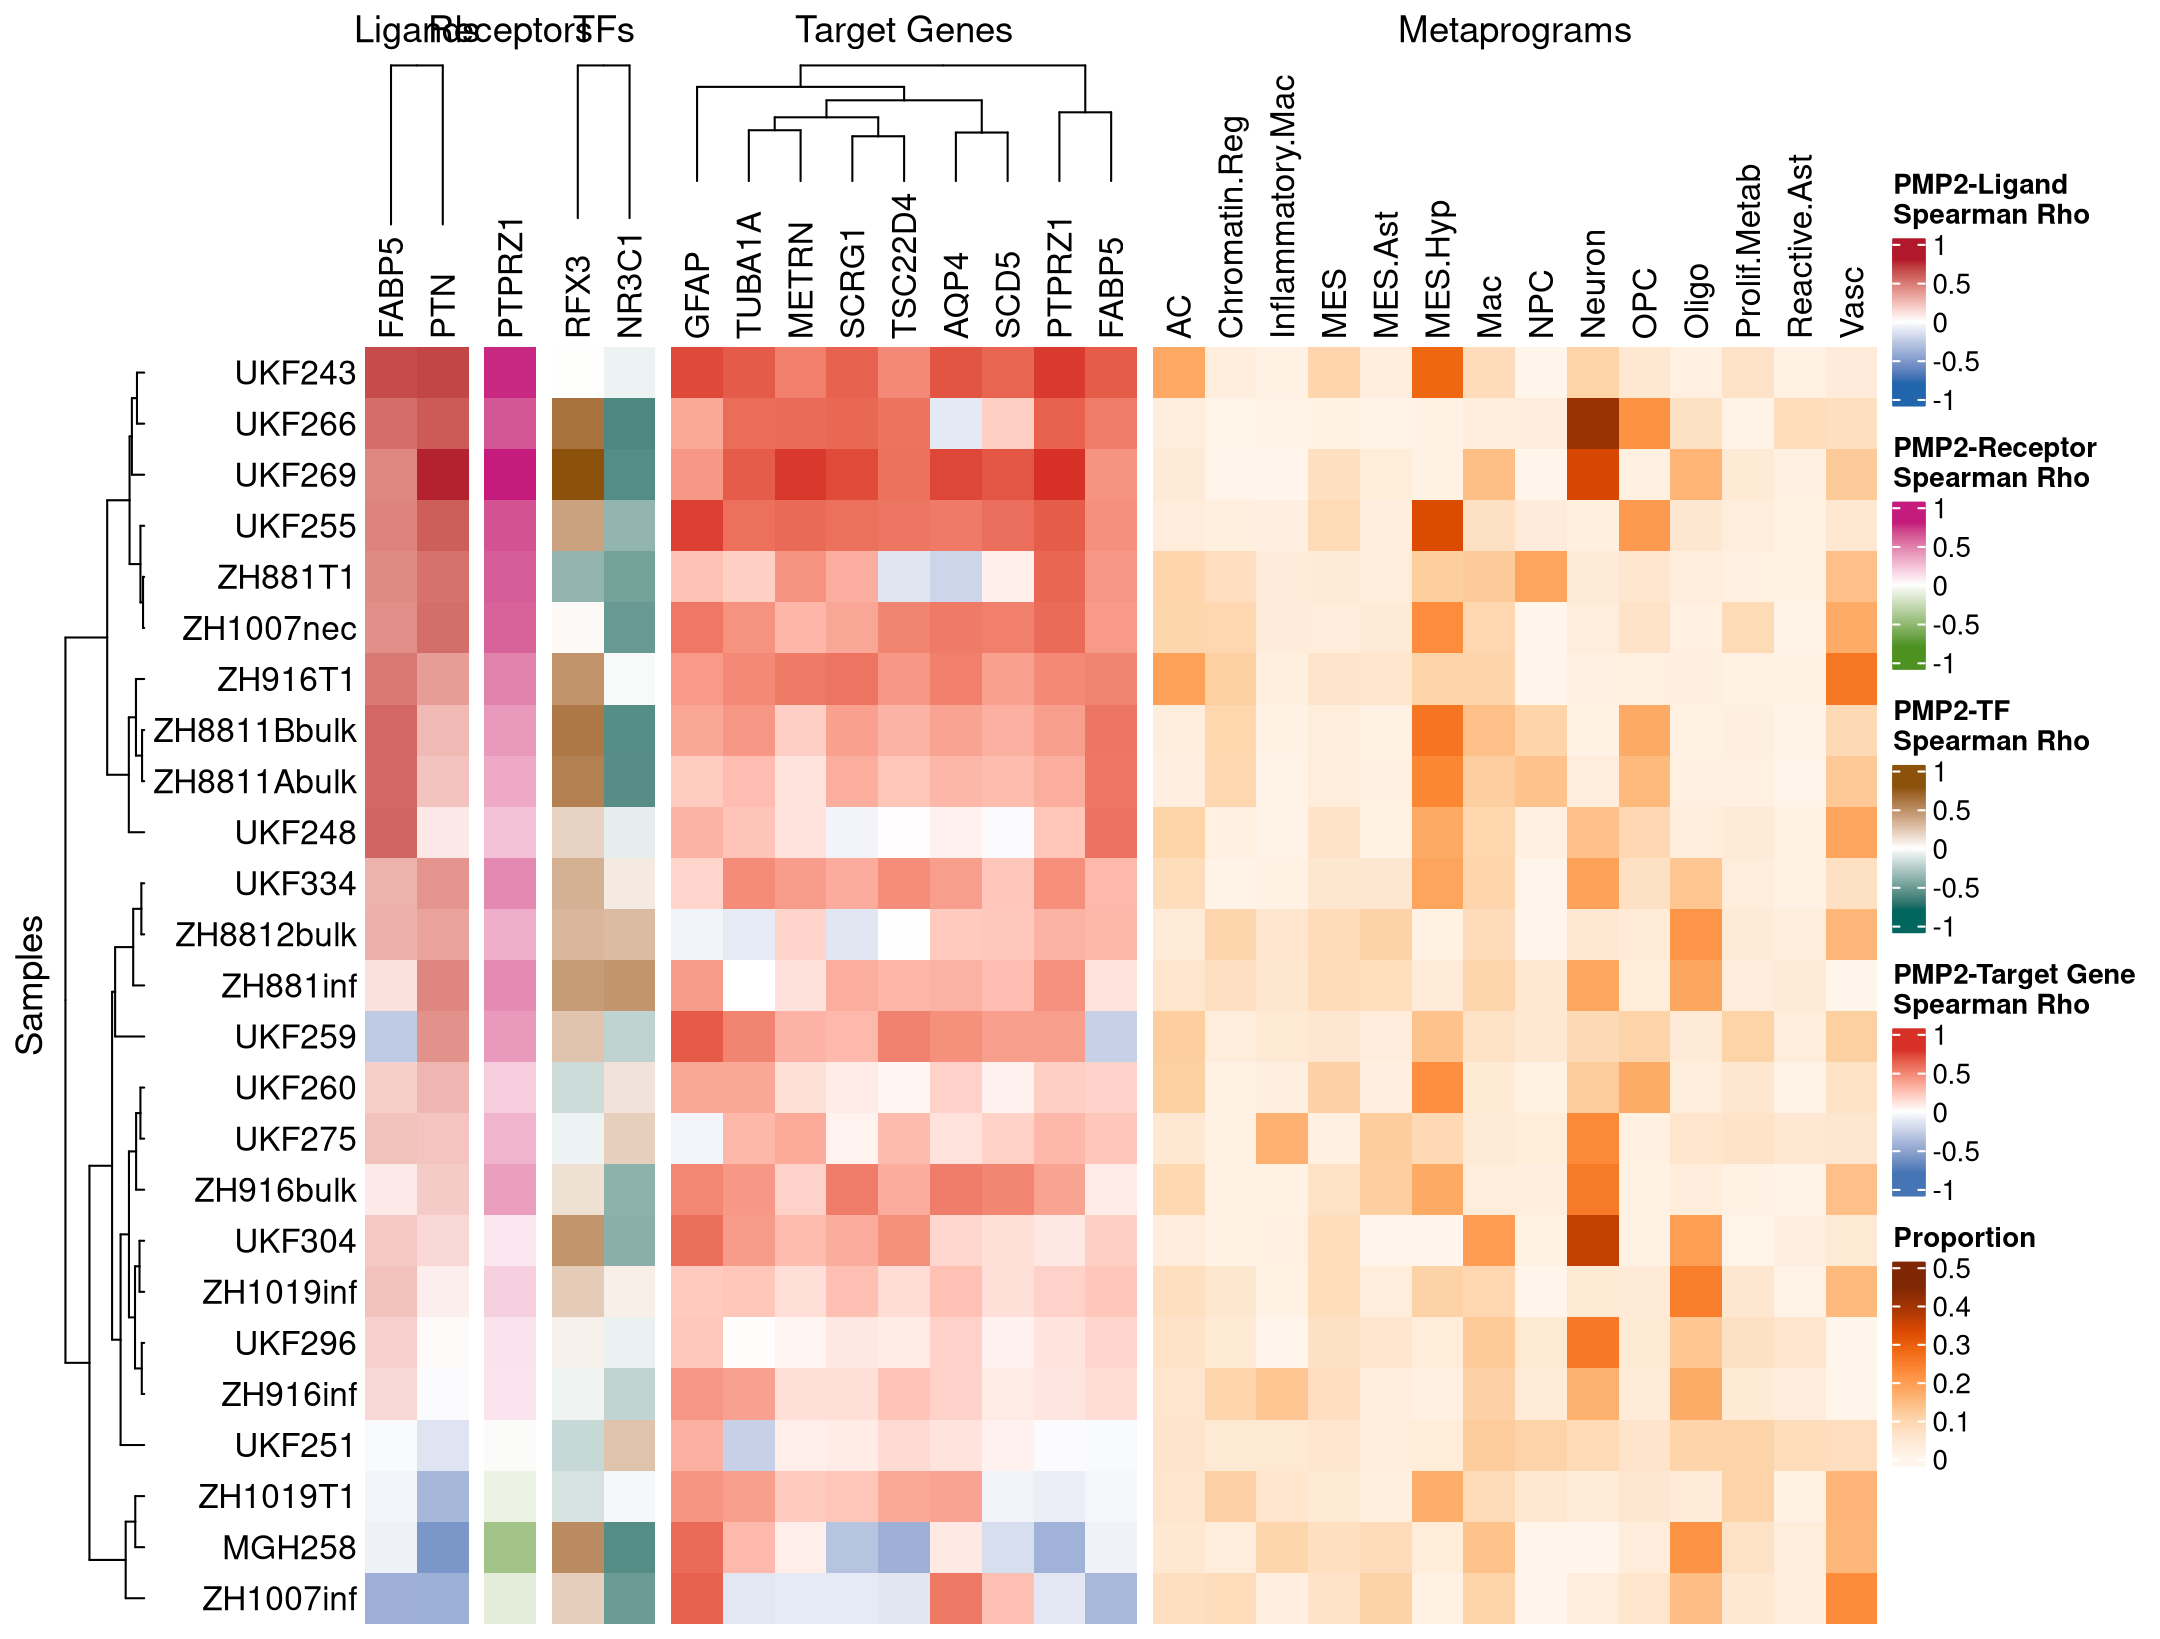 Ligands Receptors TFs Target Genes Metaprograms
FABP5
PTN
PTPRZ1
RFX3
NR3C1
GFAP
TUBA1A
METRN
SCRG1
TSC22D4
AQP4
SCD5
PTPRZ1
FABP5
AC
Chromatin.Reg
Inflammatory.Mac
MES
MES.Ast
MES.Hyp
Mac
NPC
Neuron
OPC
Oligo
Prolif.Metab
Reactive.Ast
Vasc
Samples
UKF243
UKF266
UKF269
UKF255
ZH881T1
ZH1007nec
ZH916T1
ZH8811Bbulk
ZH8811Abulk
UKF248
UKF334
ZH8812bulk
ZH881inf
UKF259
UKF260
UKF275
ZH916bulk
UKF304
ZH1019inf
UKF296
ZH916inf
UKF251
ZH1019T1
MGH258
ZH1007inf
PMP2-Ligand
Spearman Rho
1
0.5
0
-0.5
-1
PMP2-Receptor
Spearman Rho
1
0.5
0
-0.5
-1
PMP2-TF
Spearman Rho
1
0.5
0
-0.5
-1
PMP2-Target Gene
Spearman Rho
1
0.5
0
-0.5
-1
Proportion
0.5
0.4
0.3
0.2
0.1
0